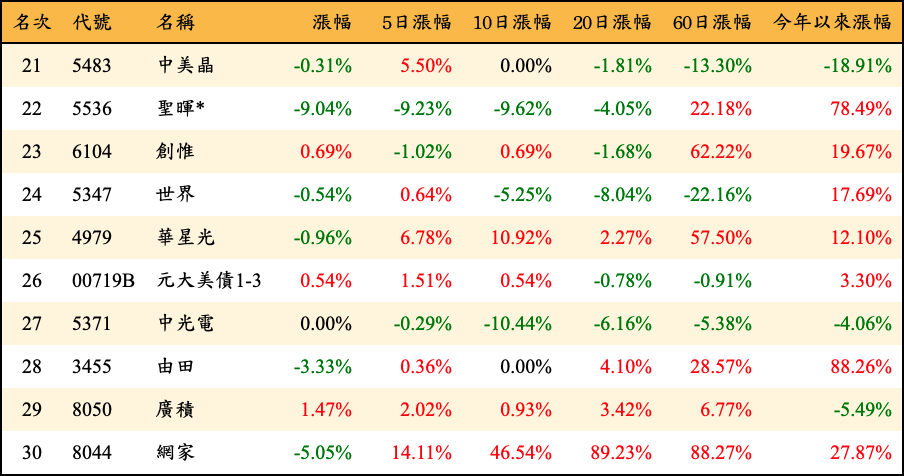 名次 代號 名稱 漲幅 5日漲幅 10日漲幅 20日漲幅 60日漲幅 今年以來漲幅
21 5483 中美晶 -0.31% 5.50% 0.00% -1.81% -13.30% -18.91%
22 5536 聖暉* -9.04% -9.23% -9.62% -4.05% 22.18% 78.49%
23 6104 創惟 0.69% -1.02% 0.69% -1.68% 62.22% 19.67%
24 5347 世界 -0.54% 0.64% -5.25% -8.04% -22.16% 17.69%
25 4979 華星光 -0.96% 6.78% 10.92% 2.27% 57.50% 12.10%
26 00719B 元大美債1-3 0.54% 1.51% 0.54% -0.78% -0.91% 3.30%
27 5371 中光電 0.00% -0.29% -10.44% -6.16% -5.38% -4.06%
28 3455 由田 -3.33% 0.36% 0.00% 4.10% 28.57% 88.26%
29 8050 廣積 1.47% 2.02% 0.93% 3.42% 6.77% -5.49%
30 8044 網家 -5.05% 14.11% 46.54% 89.23% 88.27% 27.87%